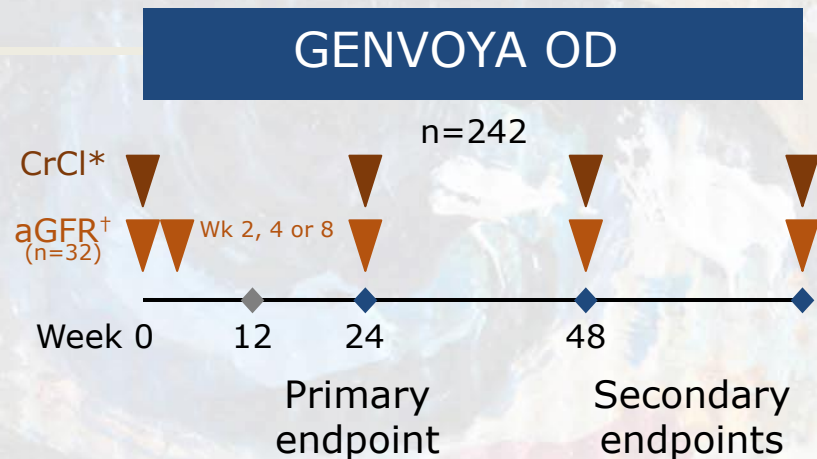 GENVOYA OD
n=242
CrCl*
aGFR†
(n=32)
Wk 2, 4 or 8
Week 0 12 24 48
Primary
endpoint
Secondary
endpoints